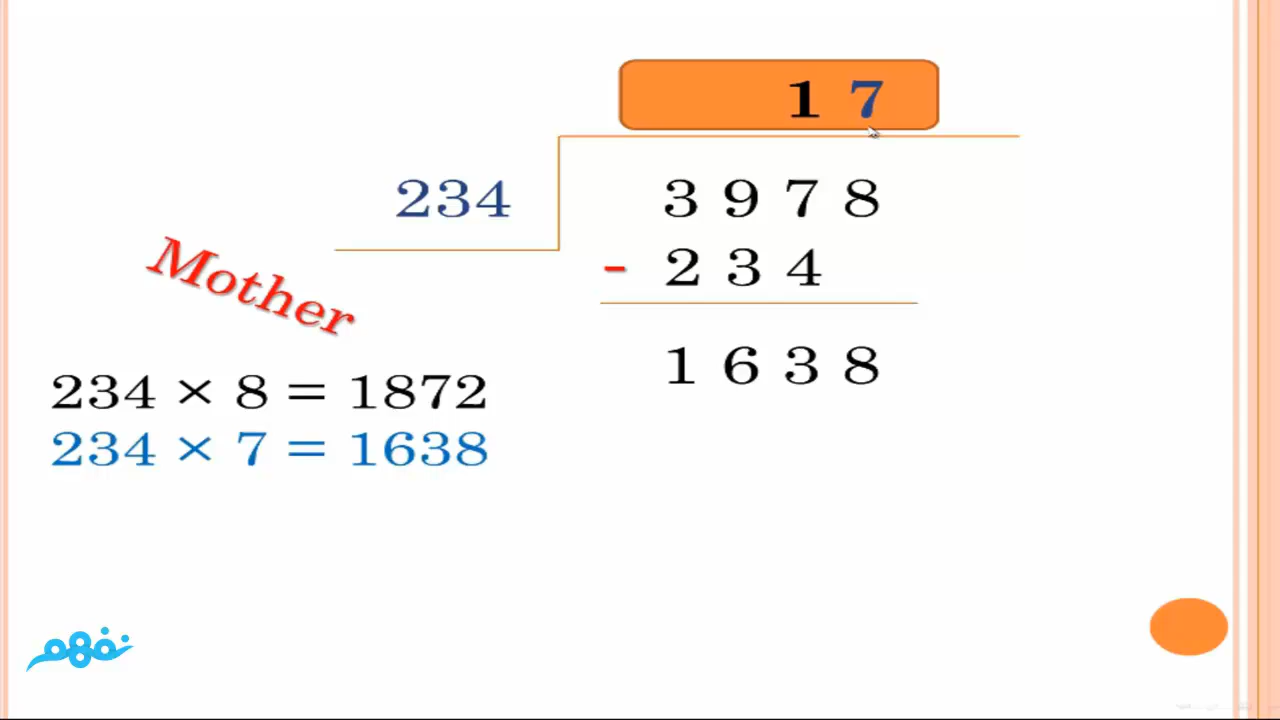 1 7
234 3 9 7 8
- 2 3 4
Mother
1 6 3 8
234 × 8 = 1872
234 × 7 = 1638
نفهم